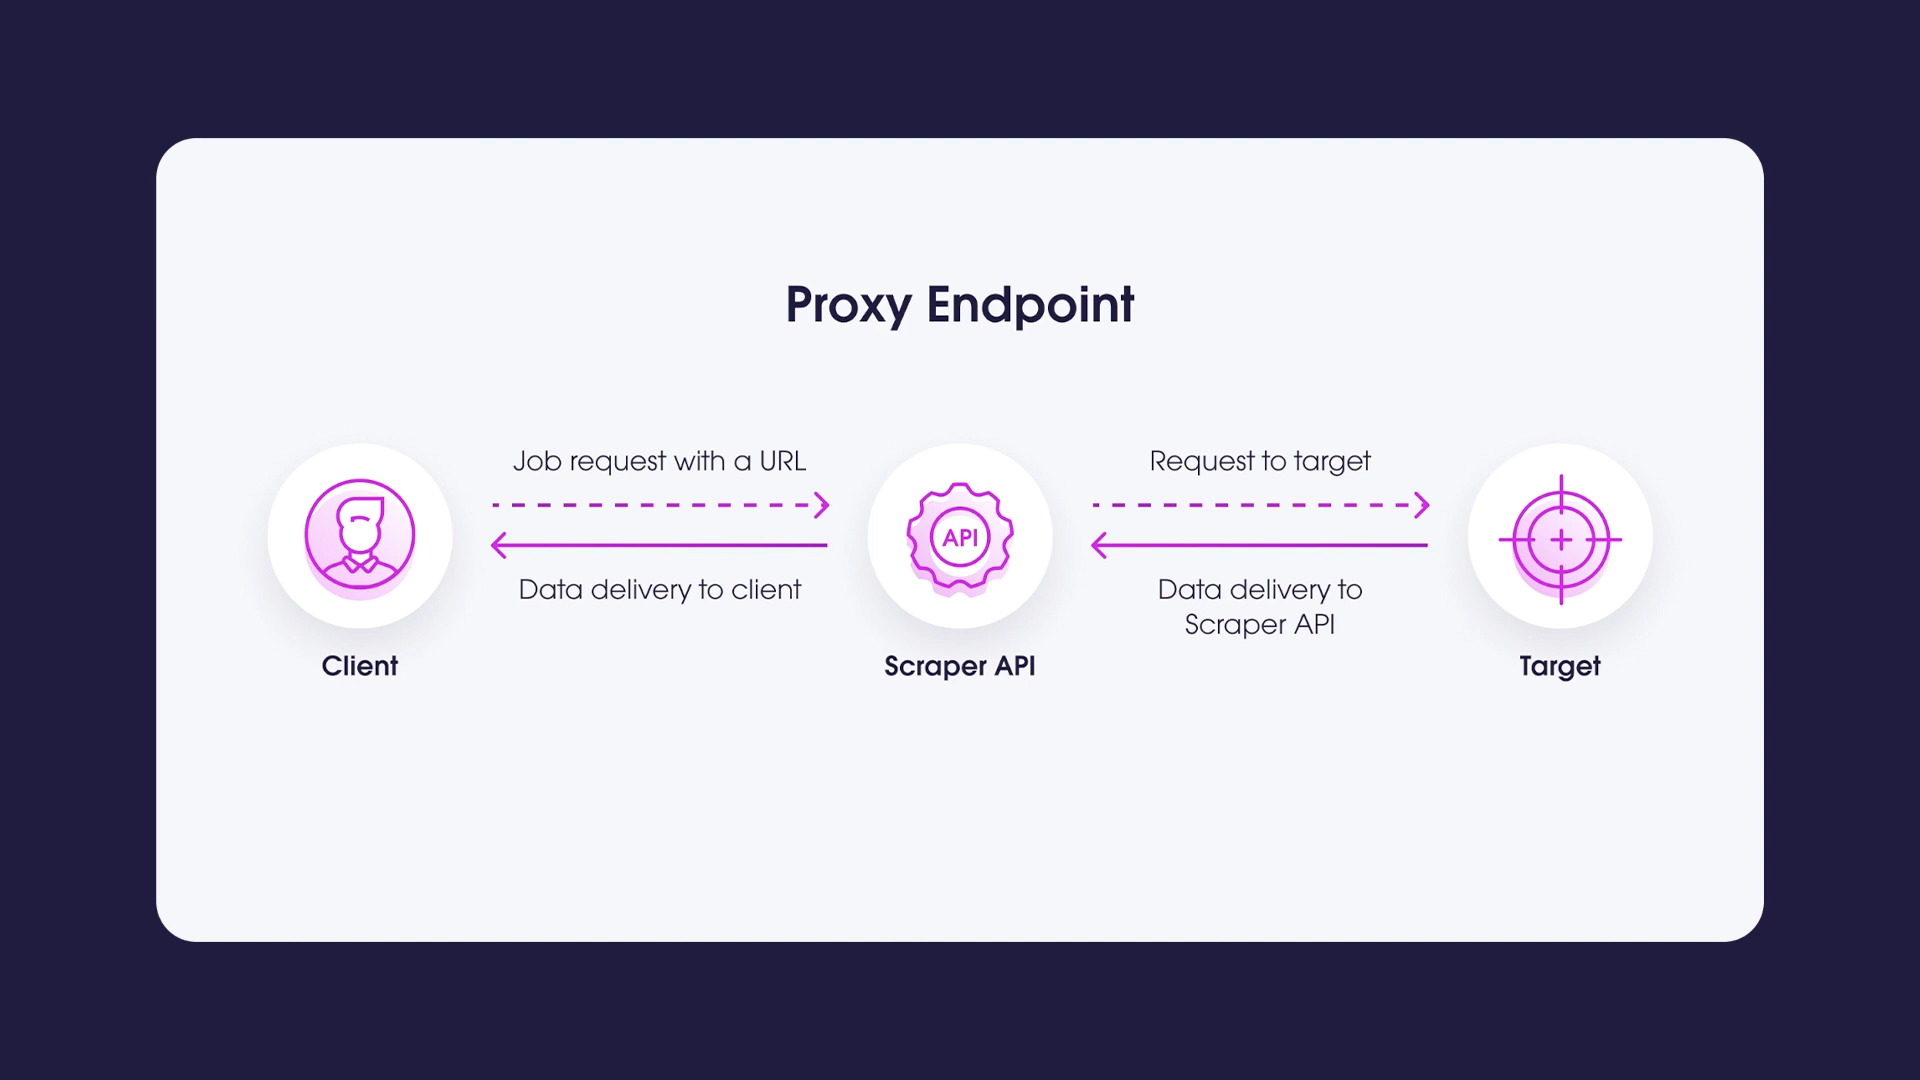 Proxy Endpoint
Job request with a URL
Request to target
API
Data delivery to client
Data delivery to
Scraper API
Client
Scraper API
Target